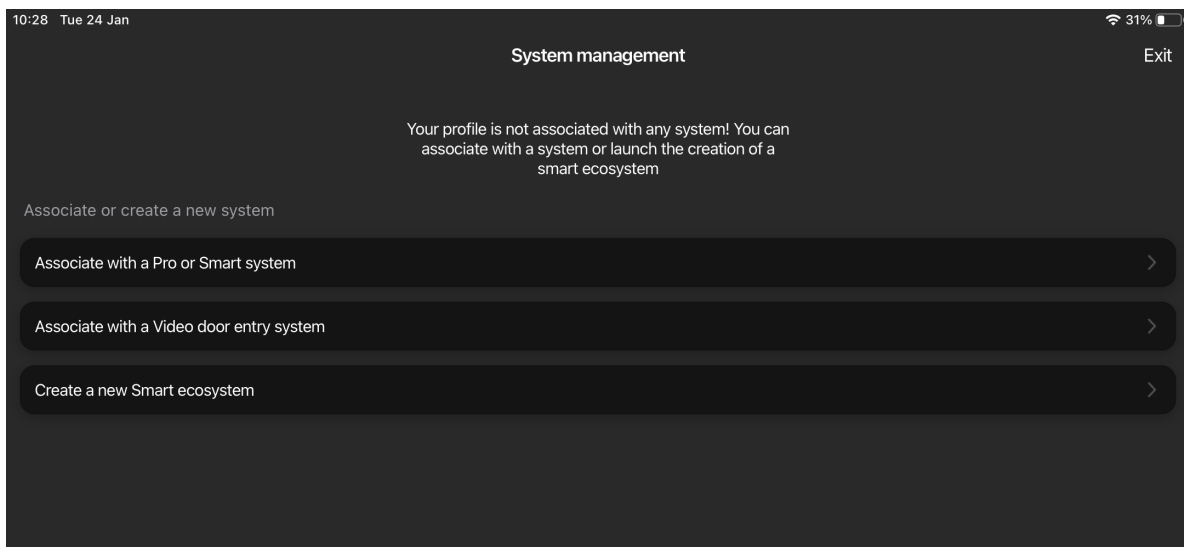 10:28 Tue 24 Jan 31%
System management Exit
Your profile is not associated with any system! You can
associate with a system or launch the creation of a
smart ecosystem
Associate or create a new system
Associate with a Pro or Smart system
Associate with a Video door entry system
Create a new Smart ecosystem